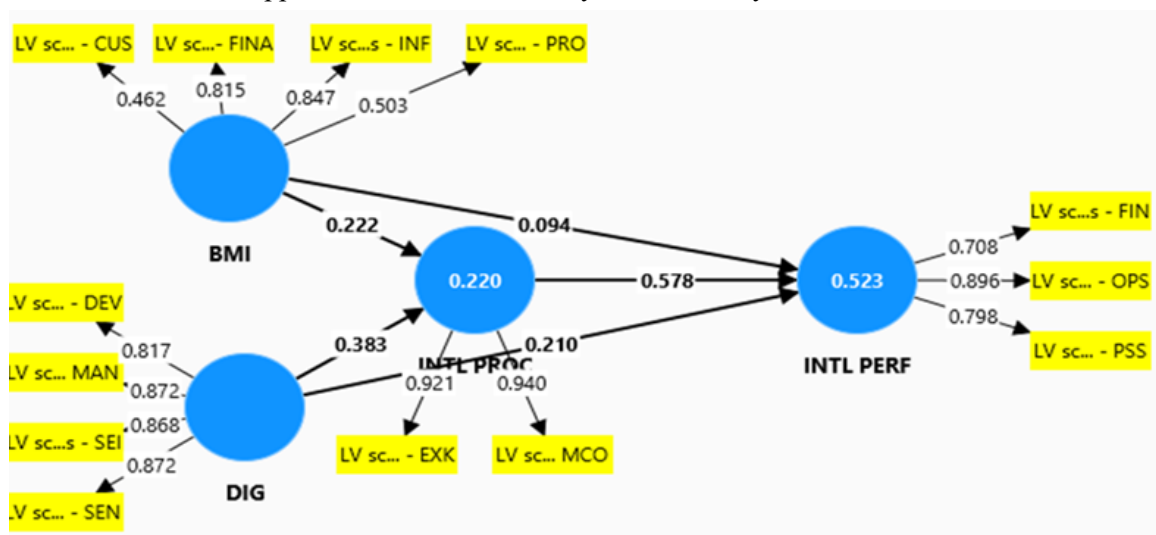 LV sc... - CUS
LV sc...- FINA
LV sc...s - INF
LV sc... - PRO
0.462
0.815
0.847
0.503
BMI
0.222
0.094
LV sc...s - FIN
0.708
0.220
0.578
0.523
0.896
LV sc... - OPS
0.798
LV sc... - PSS
INTL PERF
LV sc... - DEV
0.817
LV sc... MAN
0.872
0.868
LV sc...s - SEI
0.872
LV sc... - SEN
DIG
0.383
0.210
INTL PROC
0.921
0.940
LV sc... - EXK
LV sc... MCO